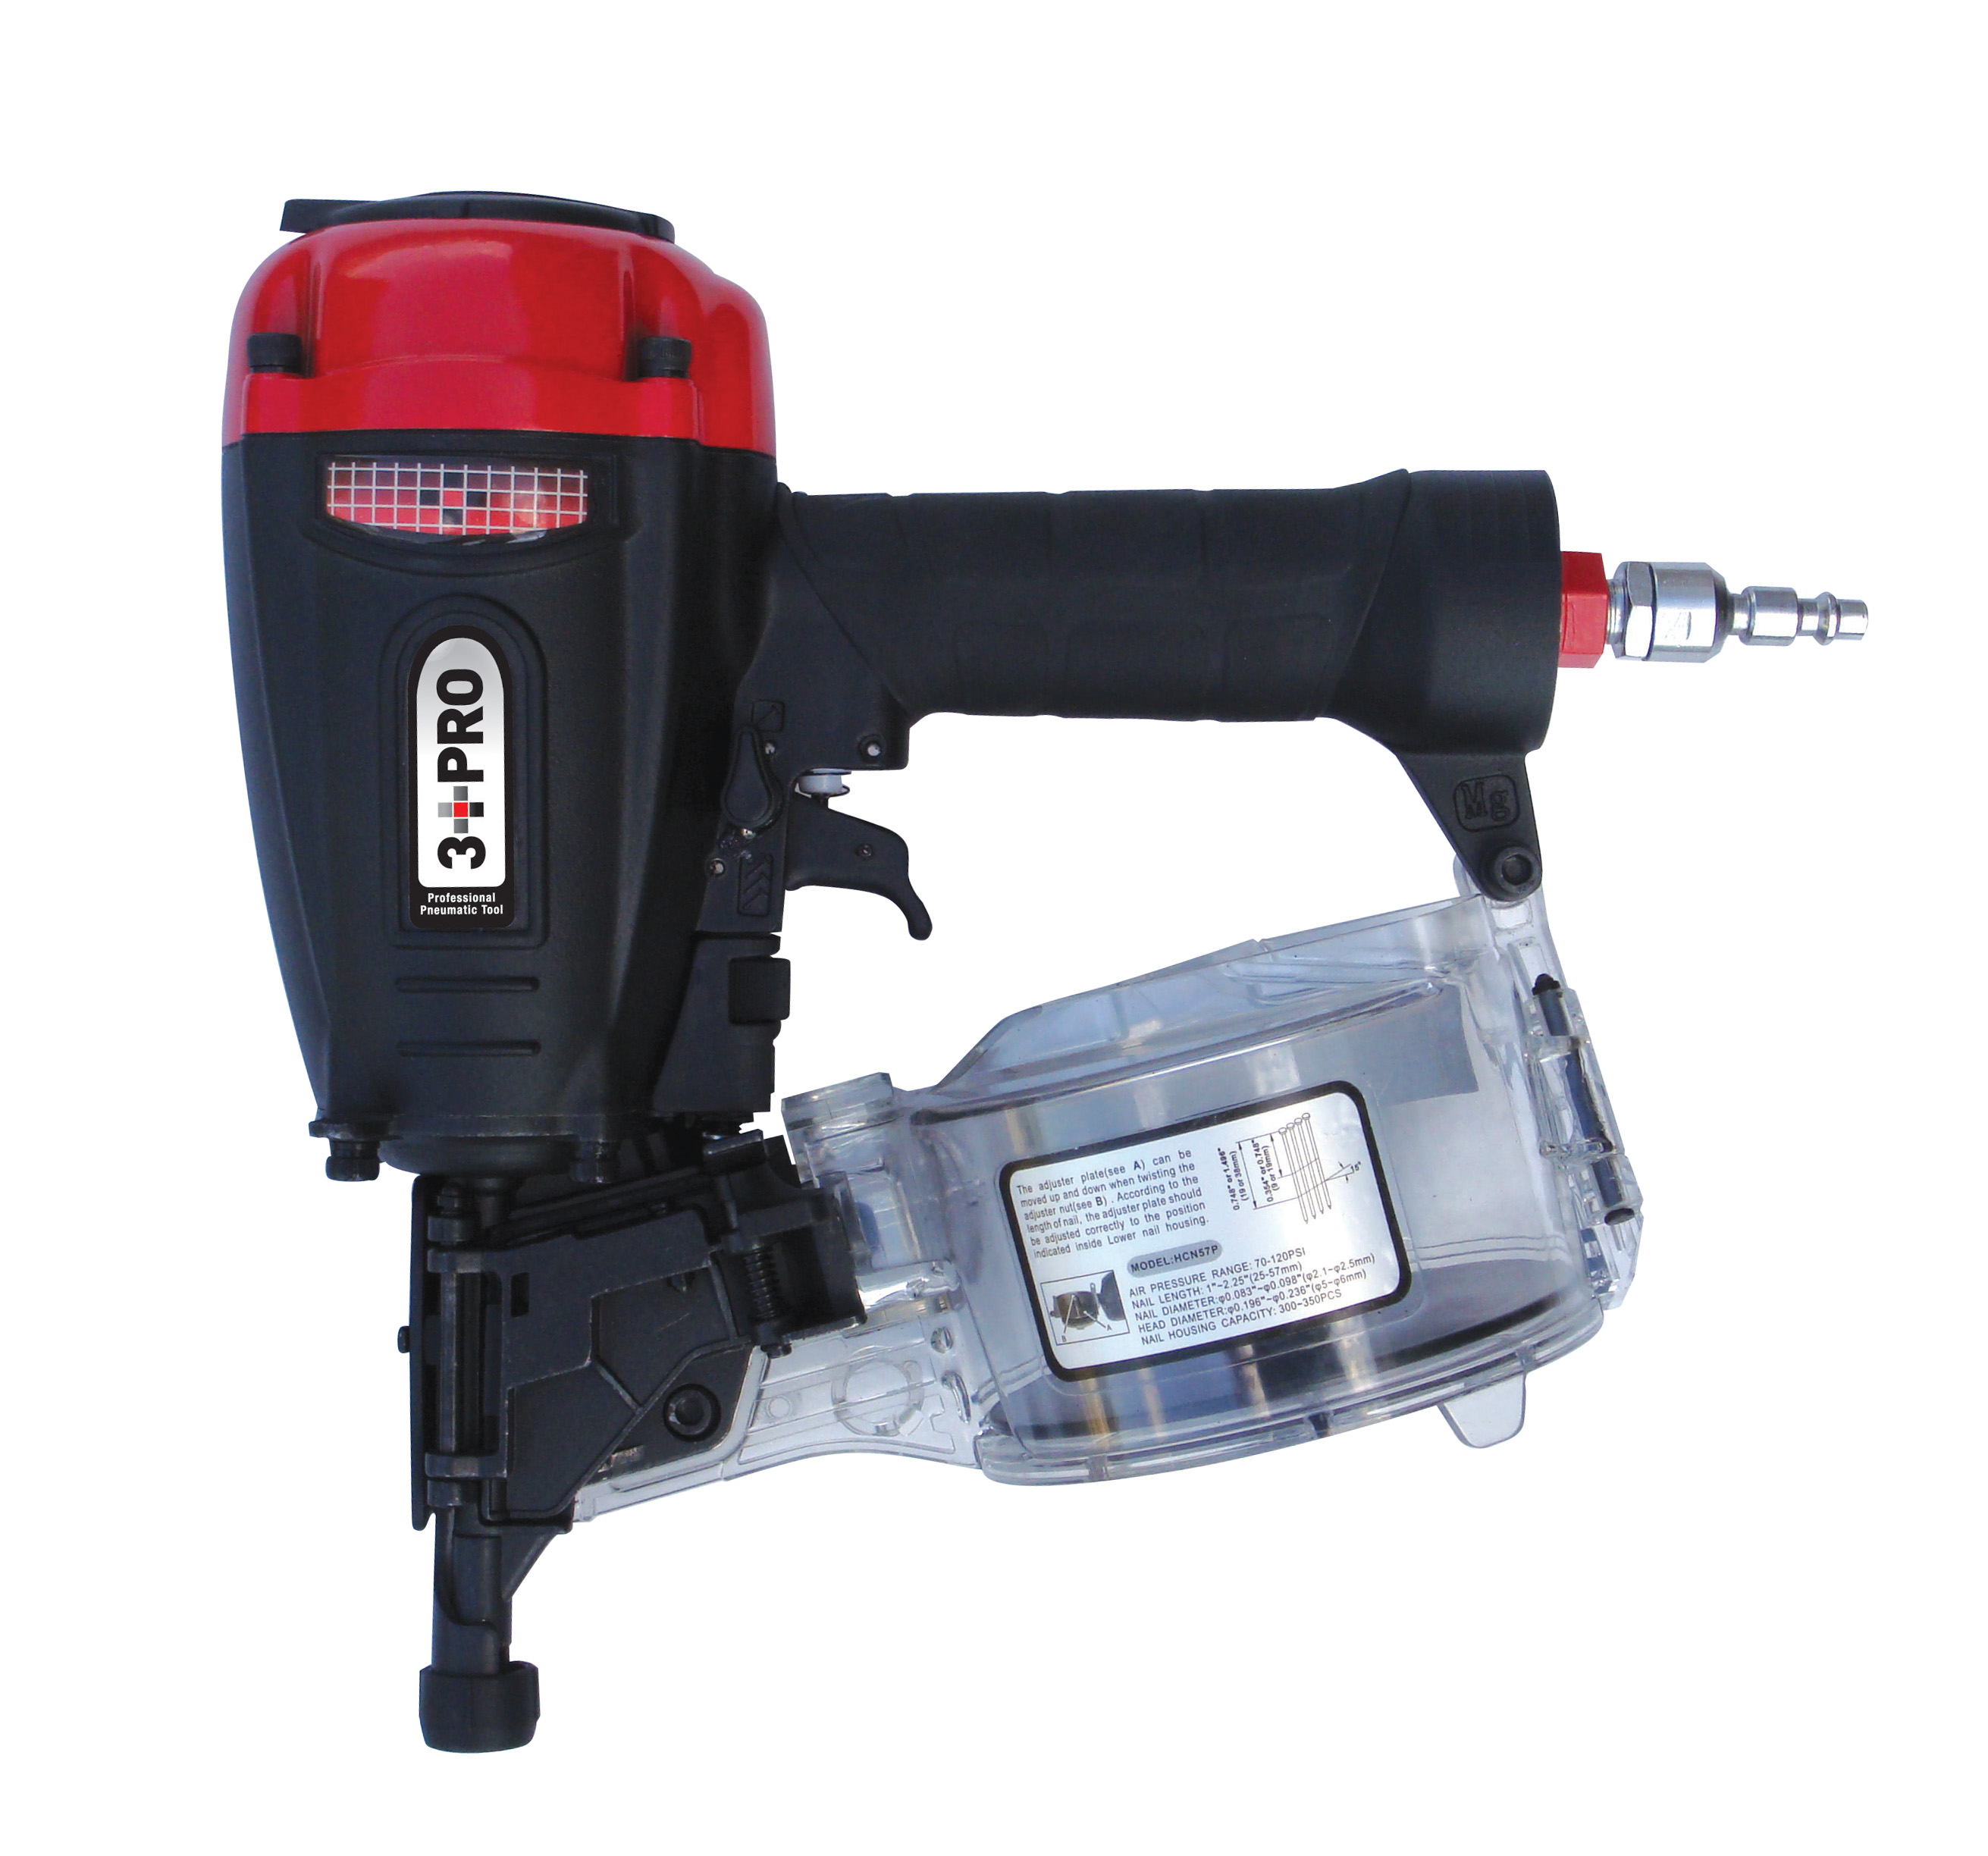 3 PRO
Professional
Pneumatic Tool
Mg
The adjuster plate(see A) can be
moved up and down when twisting the
adjuster nut(see B) . According to the
length of nail, the adjuster plate should
be adjusted correctly to the position
indicated inside Lower nail housing.
0.748" or 1.496"
(19 or 38mm)
0.354" or 0.748"
(9 or 19mm)
15°
MODEL:HCN57P
AIR PRESSURE RANGE: 70-120PSI
NAIL LENGTH: 1"~2.25"(25-57mm)
NAIL DIAMETER:φ0.083"~φ0.098"(φ2.1~φ2.5mm)
HEAD DIAMETER:φ0.196"~φ0.236"(φ5~φ6mm)
NAIL HOUSING CAPACITY: 300-350PCS
B
A